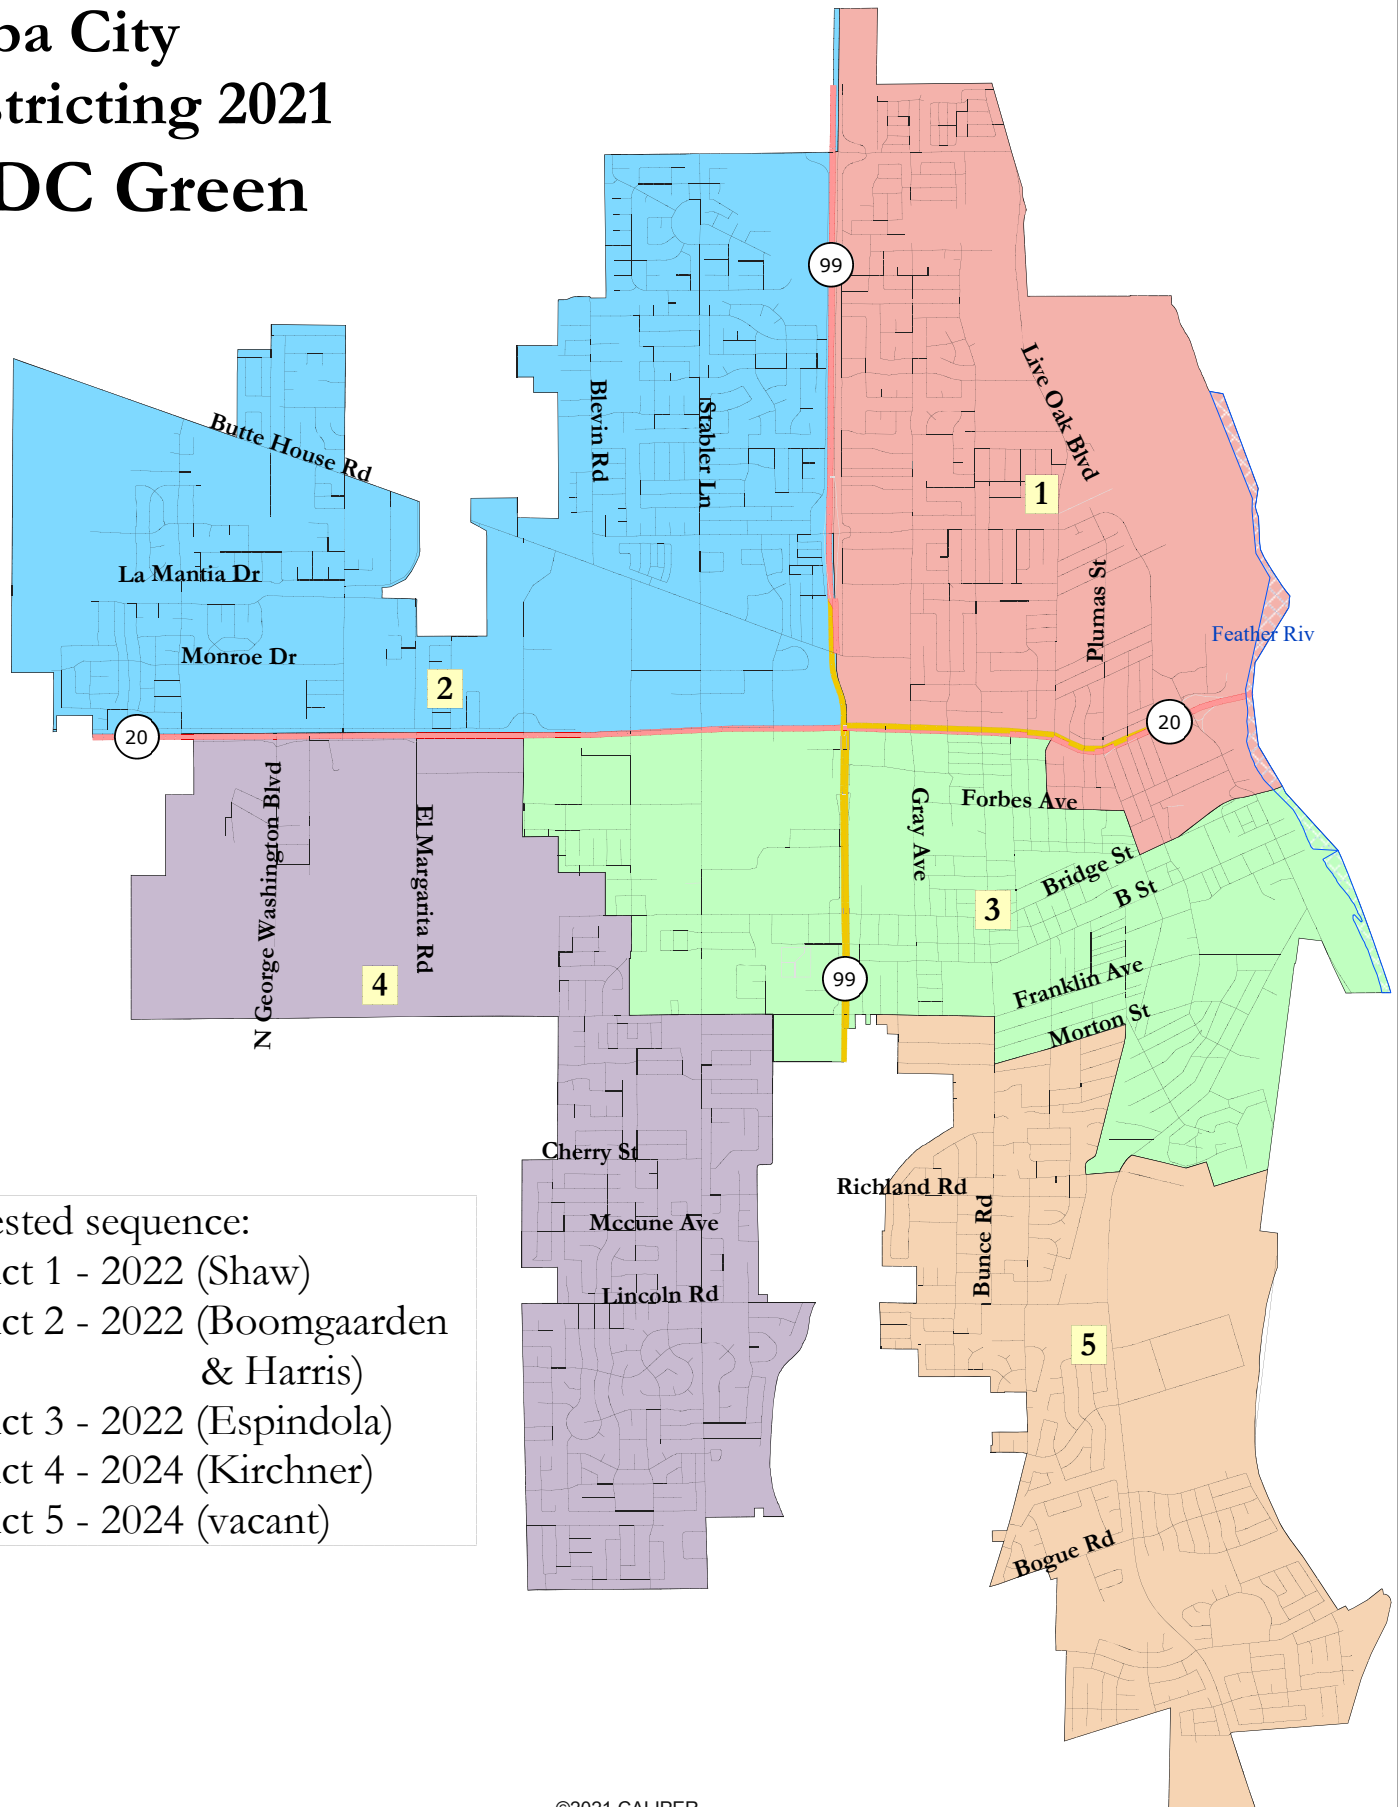 ba City
stricting 2021
DC Green
99
Live Oak Blvd
Blevin Rd
Stabler Ln
Butte House Rd
1
La Mantia Dr
Plumas St
Feather Riv
Monroe Dr
2
20
20
N George Washington Blvd
El Margarita Rd
Gray Ave
Forbes Ave
Bridge St
B St
3
4
99
Franklin Ave
Morton St
Cherry St
Richland Rd
Mccune Ave
Bunce Rd
Lincoln Rd
5
Bogue Rd
ested sequence:
ct 1 - 2022 (Shaw)
ct 2 - 2022 (Boomgaarden
& Harris)
ct 3 - 2022 (Espindola)
ct 4 - 2024 (Kirchner)
ct 5 - 2024 (vacant)
©2021 CALIPER